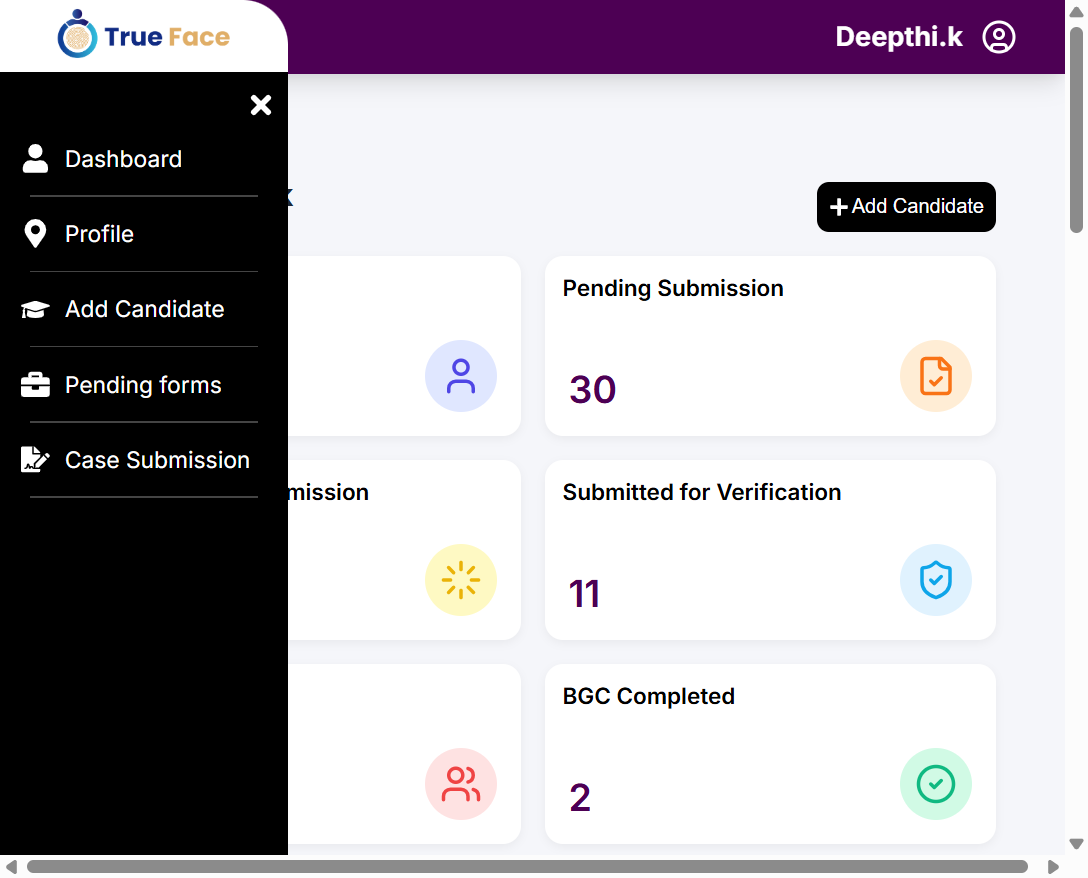 True Face
Deepthi.k
Dashboard
Profile
Add Candidate
Pending forms
Case Submission
Add Candidate
Pending Submission
30
mission
Submitted for Verification
11
BGC Completed
2